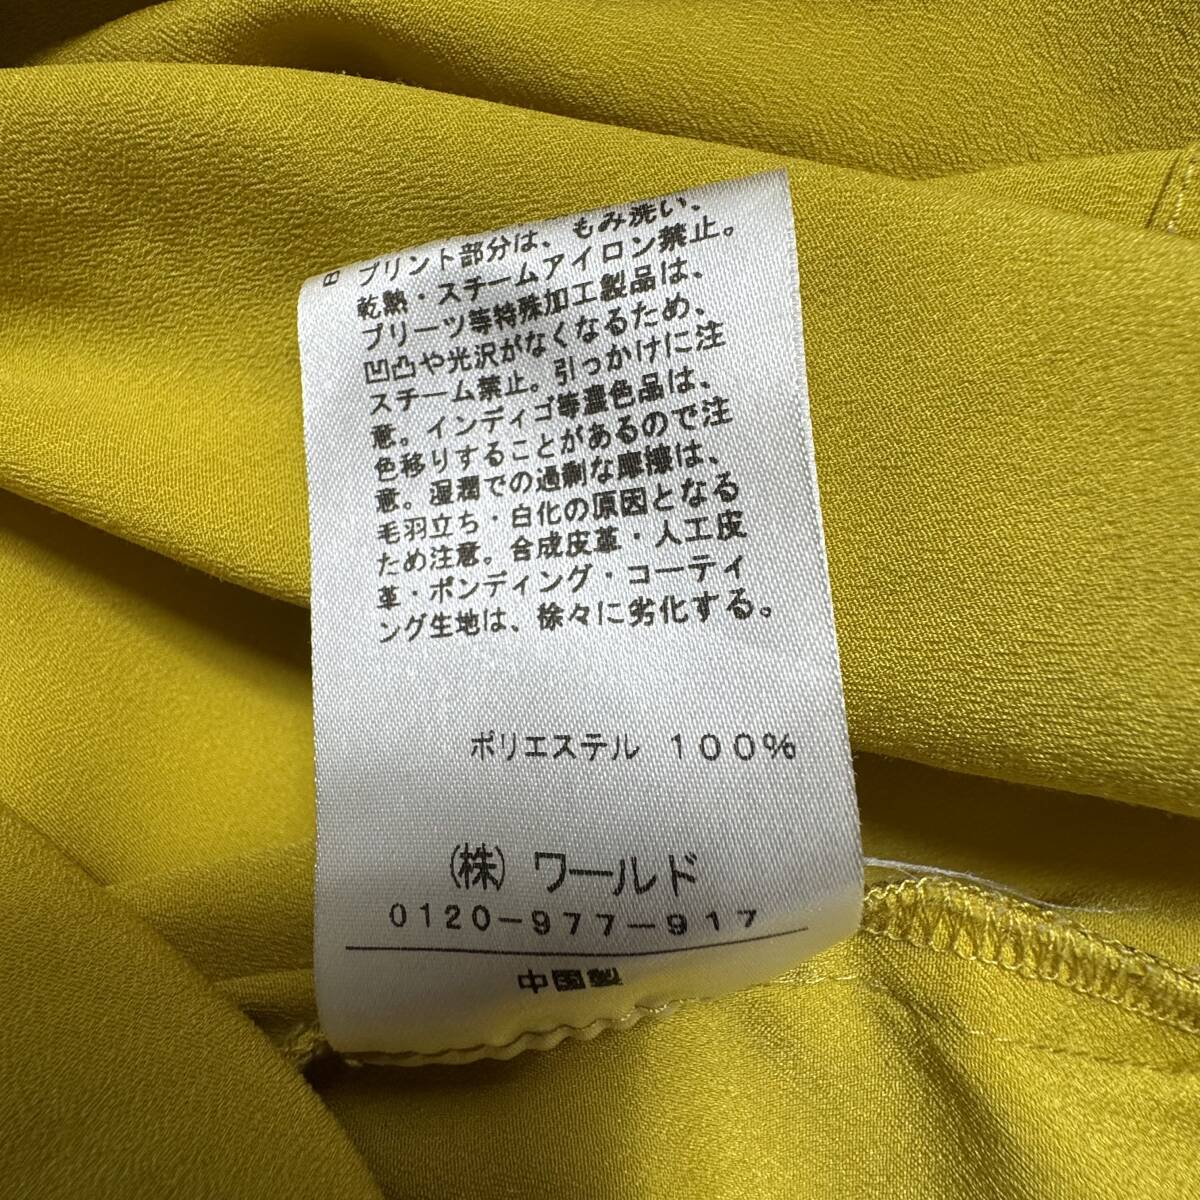 プリント部分は、もみ洗い、
乾熱・スチームアイロン禁止。
プリーツ等特殊加工製品は、
凹凸や光沢がなくなるため、
スチーム禁止。引っかけに注
意。インディゴ等濃色品は、
色移りすることがあるので注
意。湿潤での過剰な摩擦は、
毛羽立ち・白化の原因となる
ため注意。合成皮革・人工皮
革・ボンディング・コーティ
ング生地は、徐々に劣化する。
ポリエステル 100%
(株) ワールド
0120-977-917
中国製